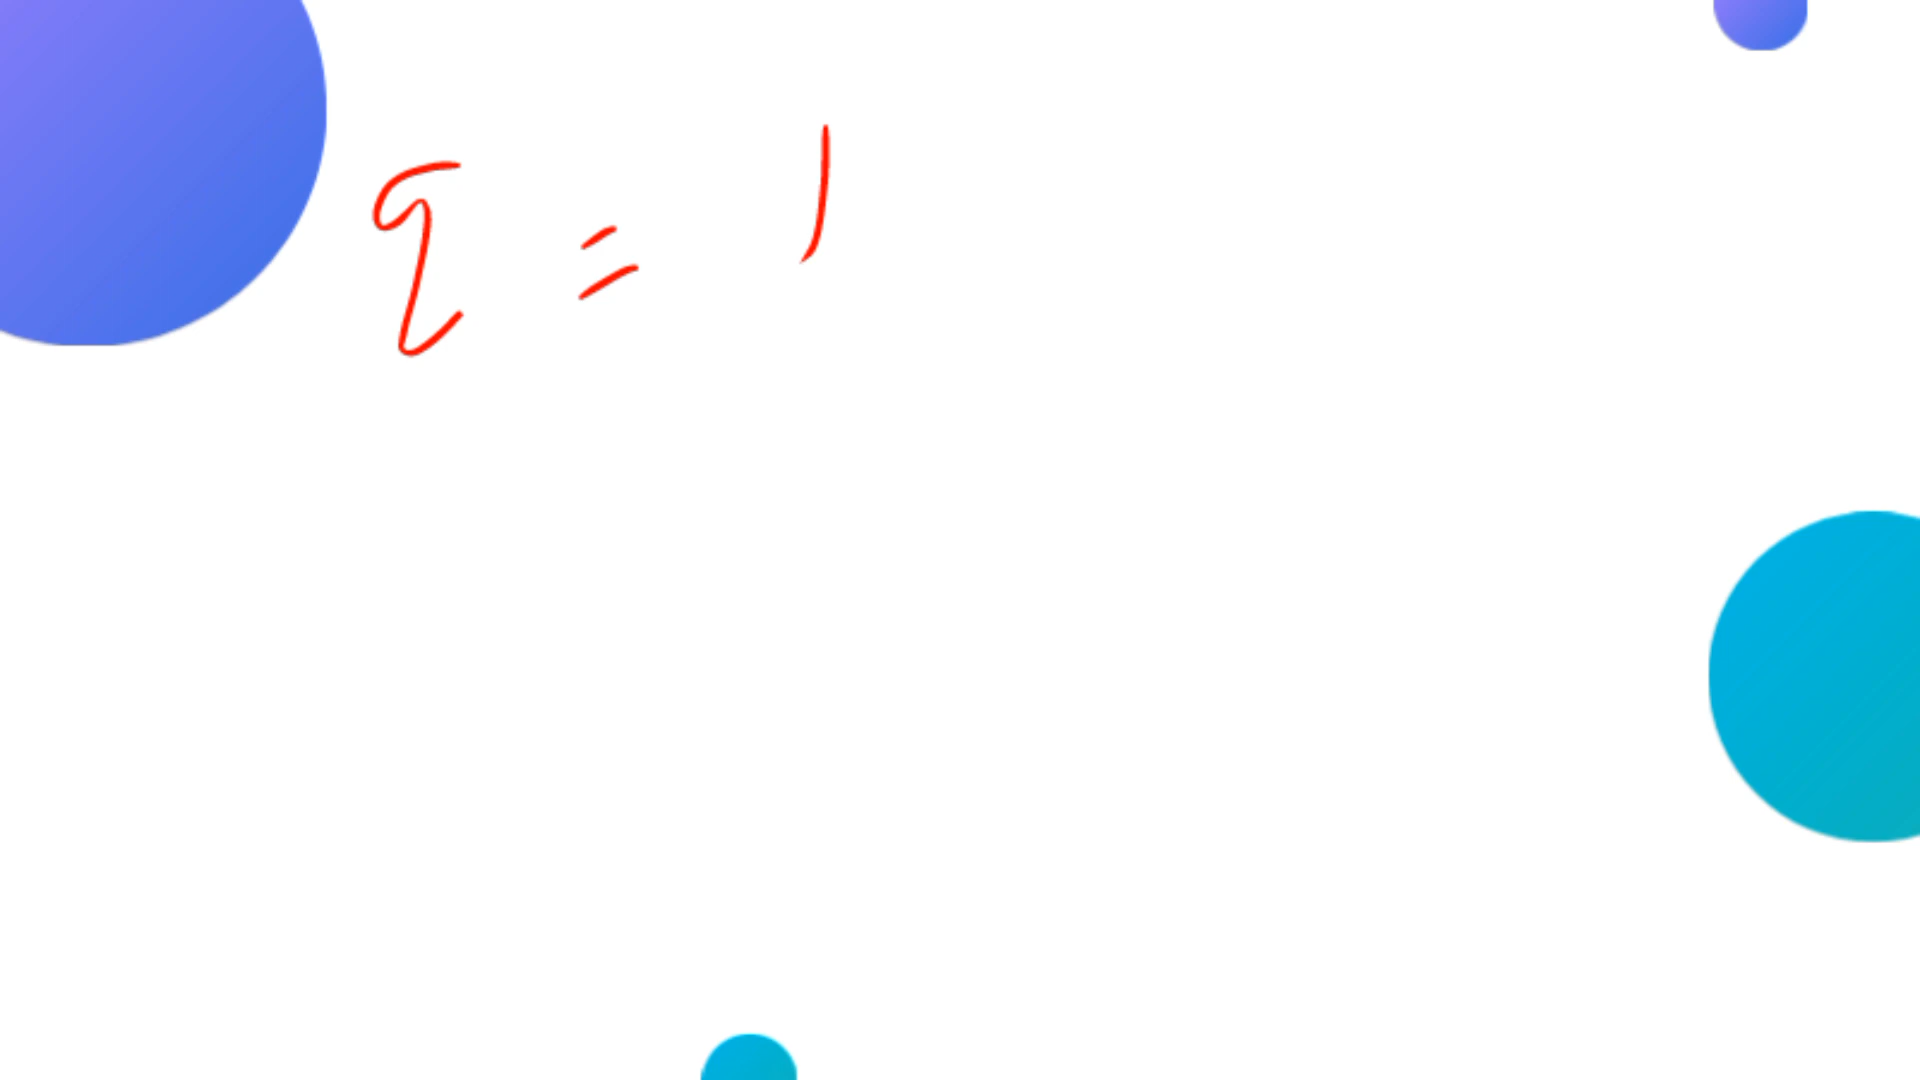 q = 1